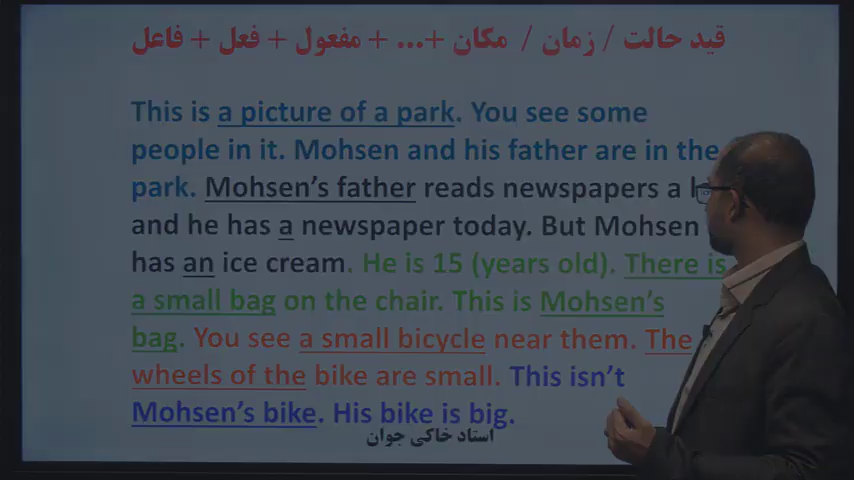 قید حالت / زمان / مکان +... + مفعول + فعل + فاعل
This is a picture of a park. You see some
people in it. Mohsen and his father are in the
park. Mohsen's father reads newspapers a
and he has a newspaper today. But Mohsen
has an ice cream. He is 15 (years old). There is
a small bag on the chair. This is Mohsen's
bag. You see a small bicycle near them. The
wheels of the bike are small. This isn't
Mohsen's bike. His bike is big.
استاد خاکی جوان